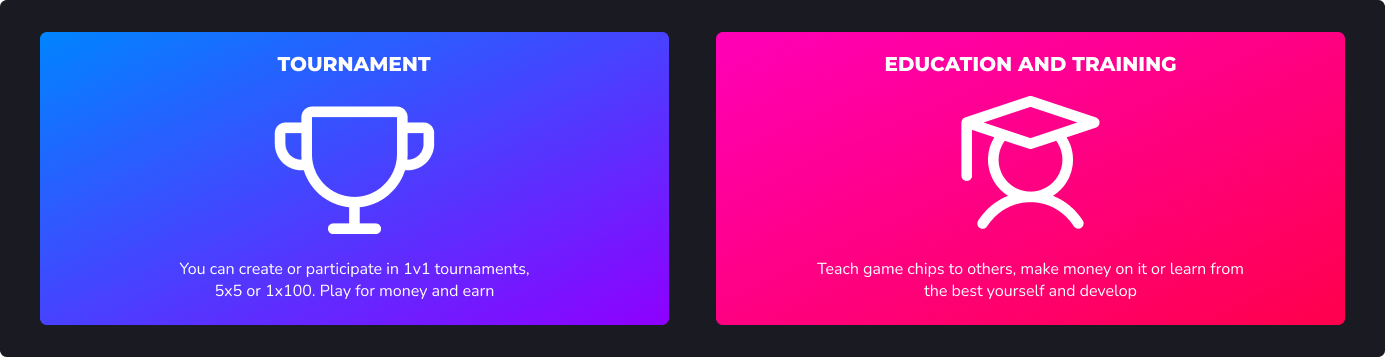 TOURNAMENT
You can create or participate in 1v1 tournaments,
5x5 or 1x100. Play for money and earn
EDUCATION AND TRAINING
Teach game chips to others, make money on it or learn from
the best yourself and develop